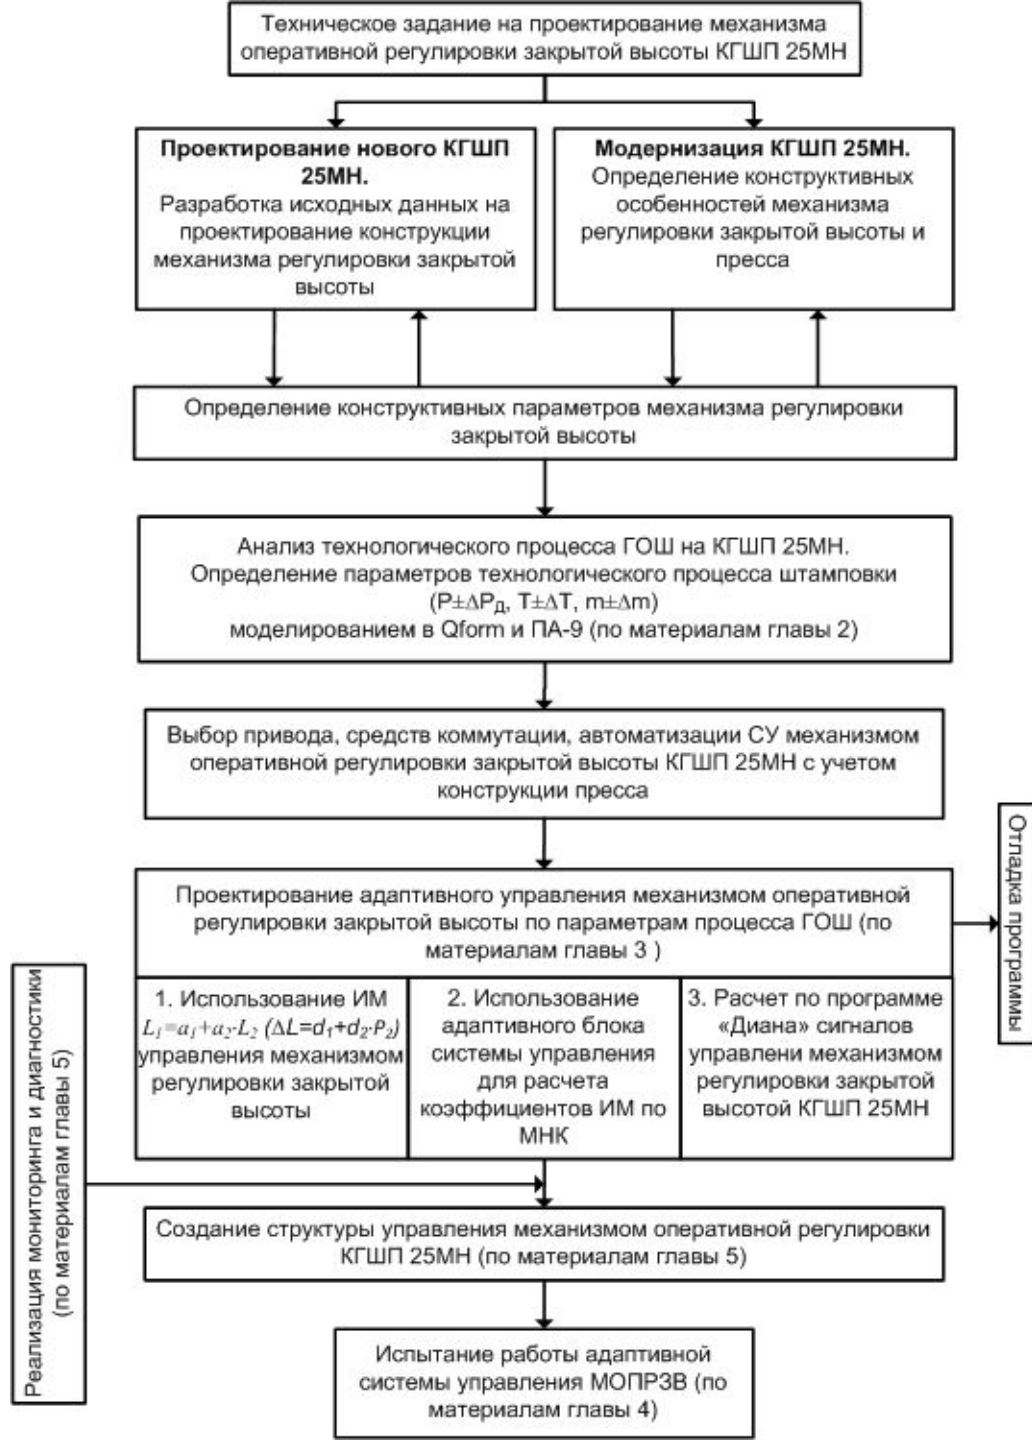 Техническое задание на проектирование механизма
оперативной регулировки закрытой высоты КГШП 25МН
Проектирование нового КГШП
25МН.
Разработка исходных данных на
проектирование конструкции
механизма регулировки закрытой
высоты
Модернизация КГШП 25МН.
Определение конструктивных
особенностей механизма
регулировки закрытой высоты и
пресса
Определение конструктивных параметров механизма регулировки
закрытой высоты
Анализ технологического процесса ГОШ на КГШП 25МН.
Определение параметров технологического процесса штамповки
(P±ΔPд, T±ΔT, m±Δm)
моделированием в Qform и ПА-9 (по материалам главы 2)
Выбор привода, средств коммутации, автоматизации СУ механизмом
оперативной регулировки закрытой высоты КГШП 25МН с учетом
конструкции пресса
Проектирование адаптивного управления механизмом оперативной
регулировки закрытой высоты по параметрам процесса ГОШ (по
материалам главы 3 )
Отладка программы
1. Использование ИМ
L₁=a₁+a₂·L₂ (ΔL=d₁+d₂·P₂)
управления механизмом
регулировки закрытой
высоты
2. Использование
адаптивного блока
системы управления
для расчета
коэффициентов ИМ по
МНК
3. Расчет по программе
«Диана» сигналов
управлени механизмом
регулировки закрытой
высотой КГШП 25МН
Реализация мониторинга и диагностики
(по материалам главы 5)
Создание структуры управления механизмом оперативной регулировки
КГШП 25МН (по материалам главы 5)
Испытание работы адаптивной
системы управления МОПРЗВ (по
материалам главы 4)